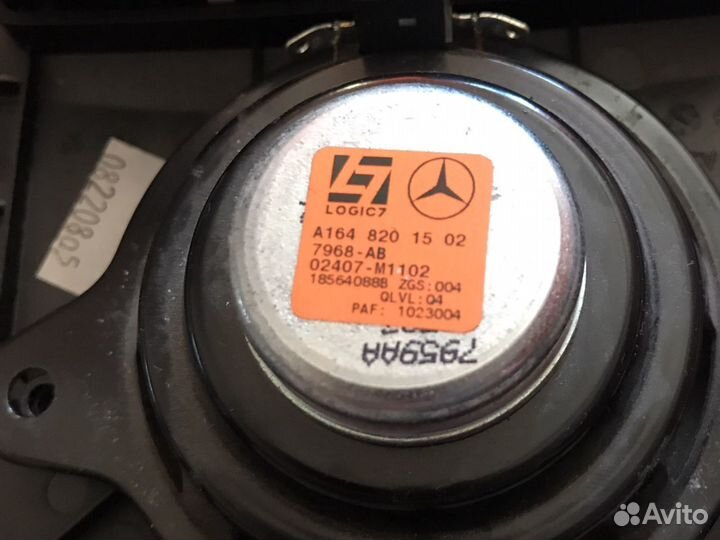 LOGIC7
A164 820 15 02
7968-AB
02407-M1102
185640888 ZGS:004
QLVL:04
PAF: 1023004
7959AA
08220805
Avito